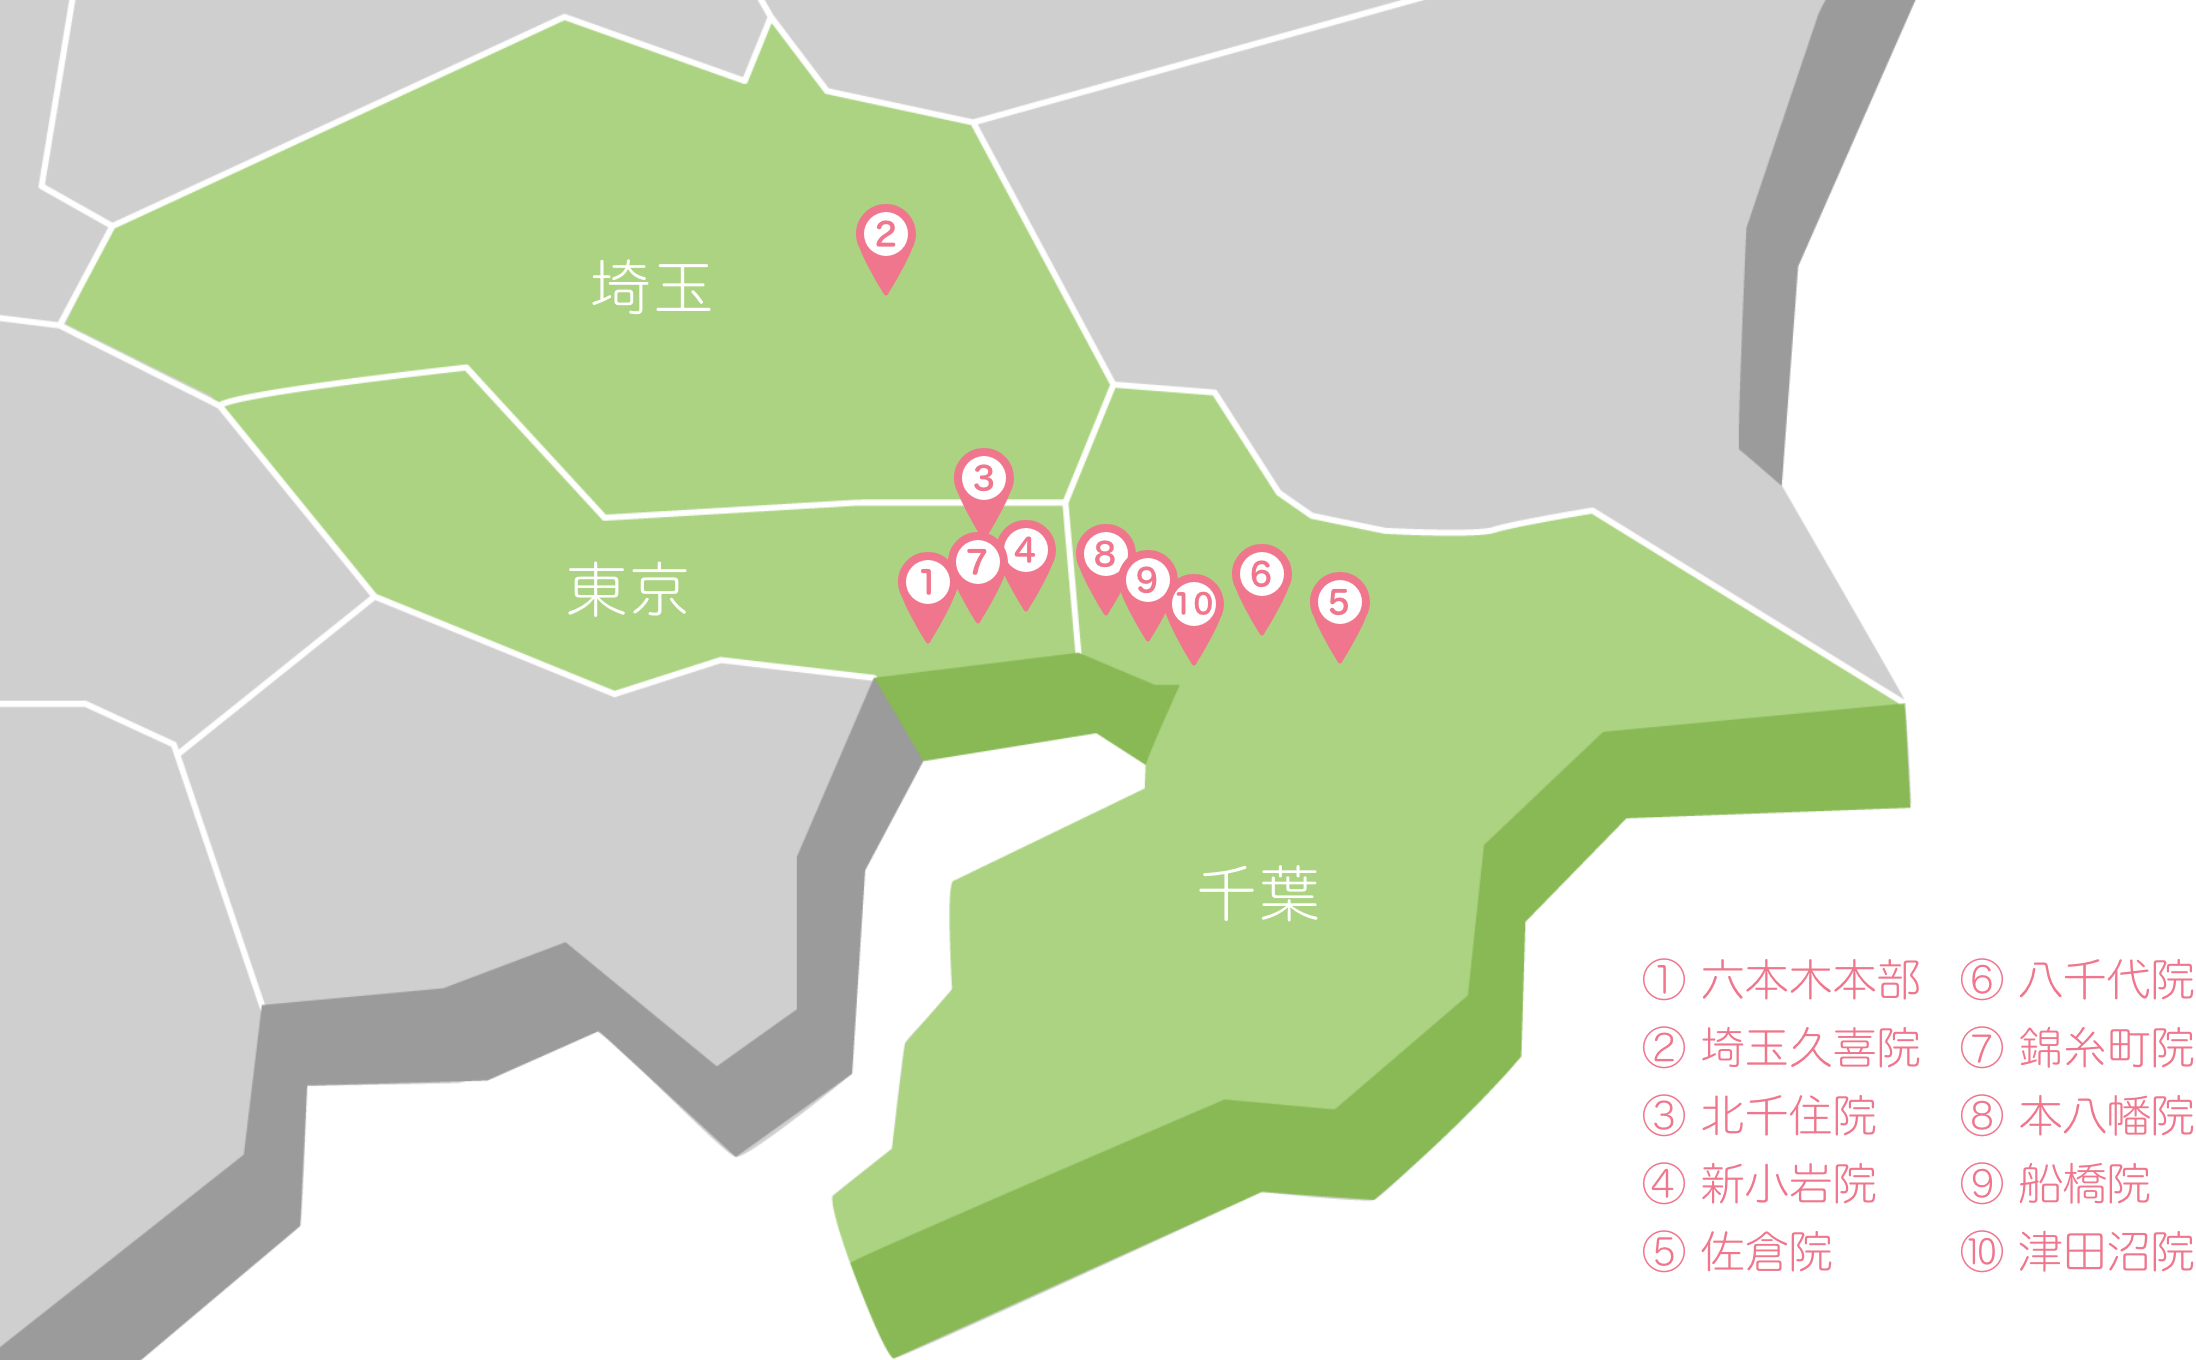 埼玉
②
③
東京
①
⑦
④
⑧
⑨
⑩
⑥
⑤
千葉
① 六本木本部
② 埼玉久喜院
③ 北千住院
④ 新小岩院
⑤ 佐倉院
⑥ 八千代院
⑦ 錦糸町院
⑧ 本八幡院
⑨ 船橋院
⑩ 津田沼院